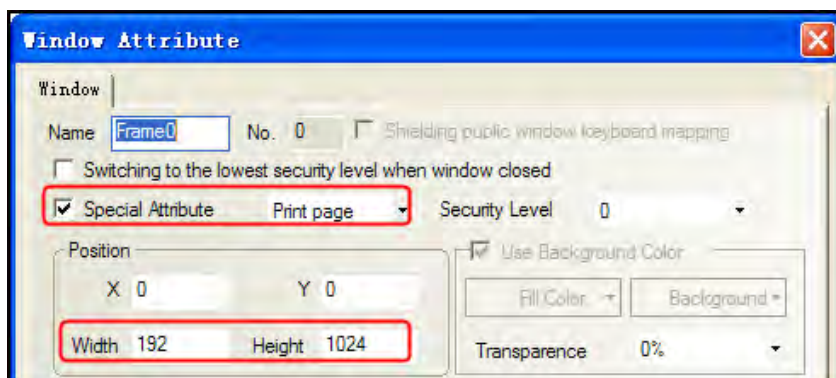 Window Attribute
Window
Name Frame0 No. 0 Shielding public window keyboard mapping
Switching to the lowest security level when window closed
Special Attribute Print page Security Level 0
Position Use Background Color
X 0 Y 0 Fill Color Background
Width 192 Height 1024 Transparence 0%